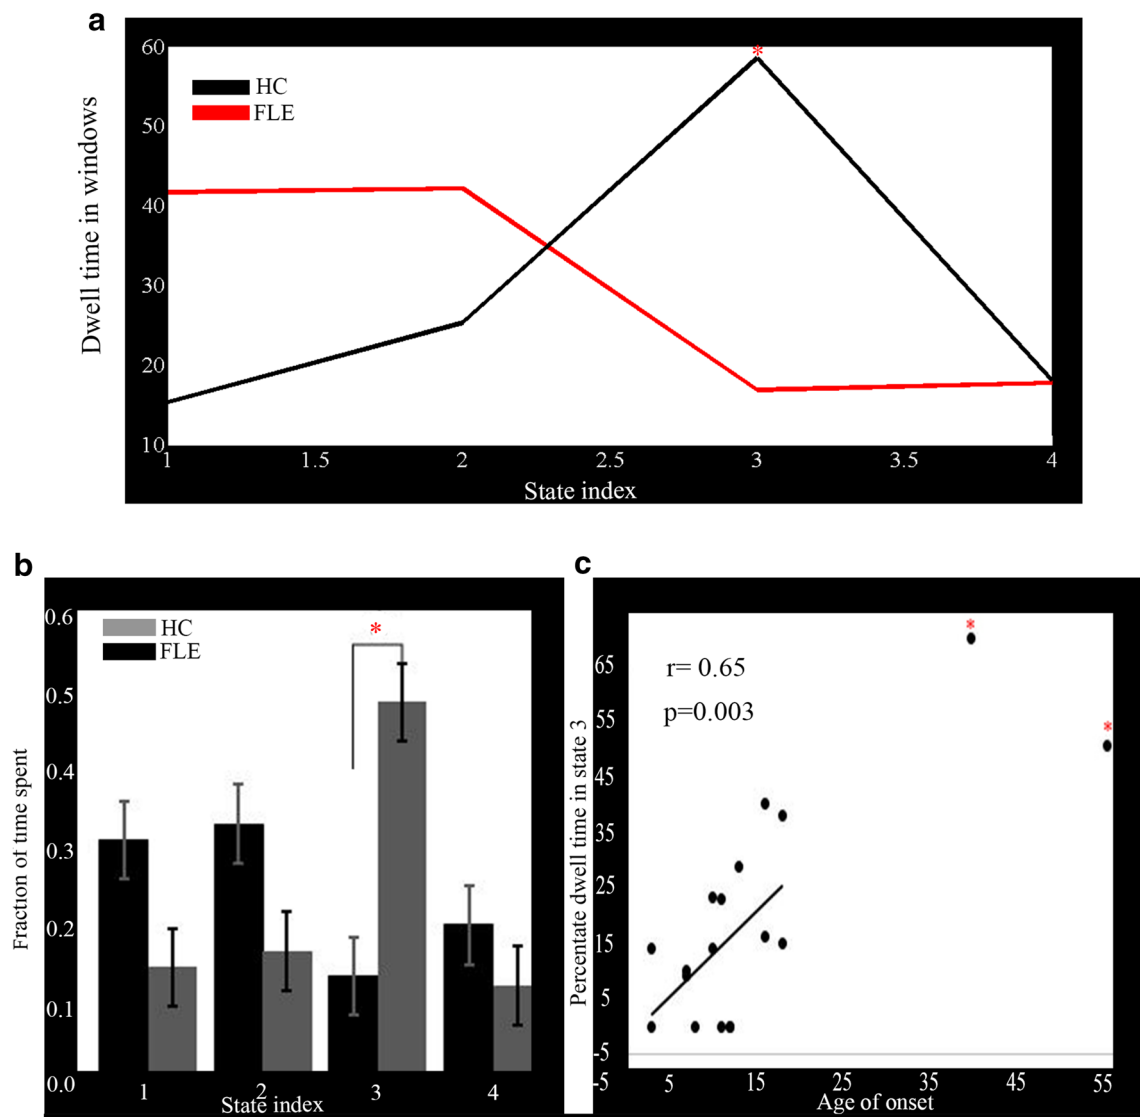 a
60
HC
FLE
50
40
30
20
10
Dwell time in windows
1 1.5 2 2.5 3 3.5 4
State index
*
b
0.6
HC
FLE
*
0.5
0.4
0.3
0.2
0.1
0.0
Fraction of time spent
1 2 3 4
State index
c
r= 0.65
p=0.003
*
*
65
55
45
35
25
15
5
-5
Percentate dwell time in state 3
-5 5 15 25 35 45 55
Age of onset